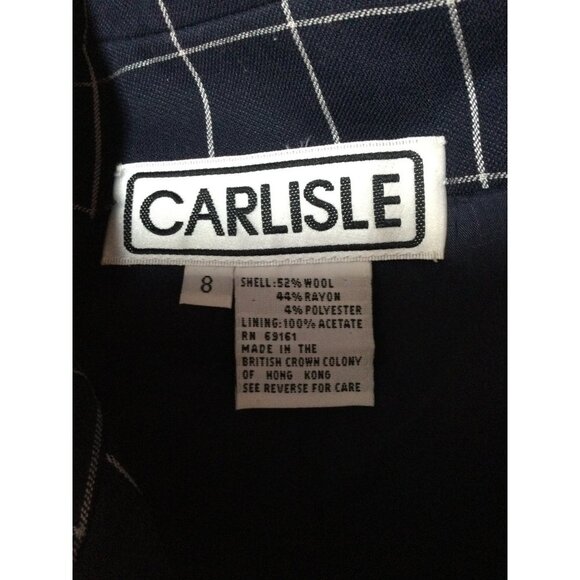 CARLISLE
8
SHELL:52% WOOL
44% RAYON
4% POLYESTER
LINING:100% ACETATE
RN 69161
MADE IN THE
BRITISH CROWN COLONY
OF HONG KONG
SEE REVERSE FOR CARE